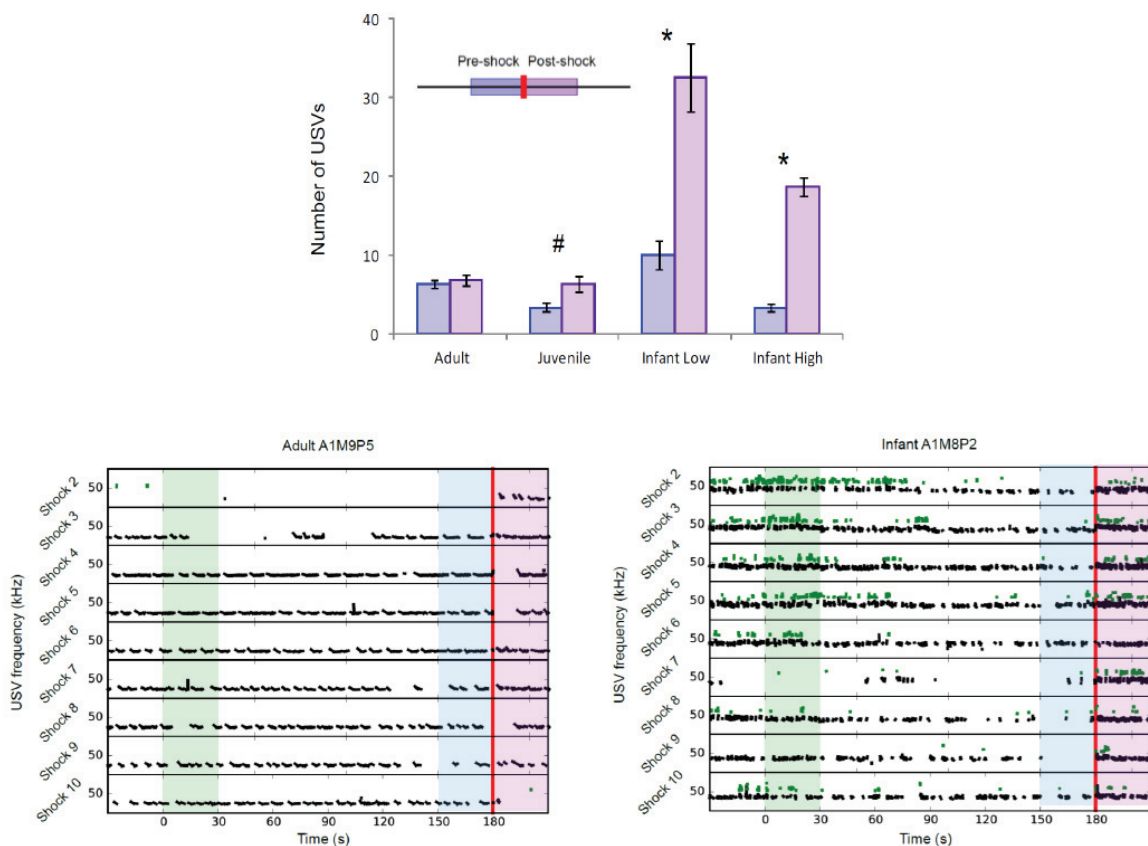 40
30
20
10
0
Number of USVs
Pre-shock Post-shock
*
*
#
Adult Juvenile Infant Low Infant High
Adult A1M9P5
USV frequency (kHz)
Shock 2 50
Shock 3 50
Shock 4 50
Shock 5 50
Shock 6 50
Shock 7 50
Shock 8 50
Shock 9 50
Shock 10 50
0 30 60 90 120 150 180
Time (s)
Infant A1M8P2
USV frequency (kHz)
Shock 2 50
Shock 3 50
Shock 4 50
Shock 5 50
Shock 6 50
Shock 7 50
Shock 8 50
Shock 9 50
Shock 10 50
0 30 60 90 120 150 180
Time (s)